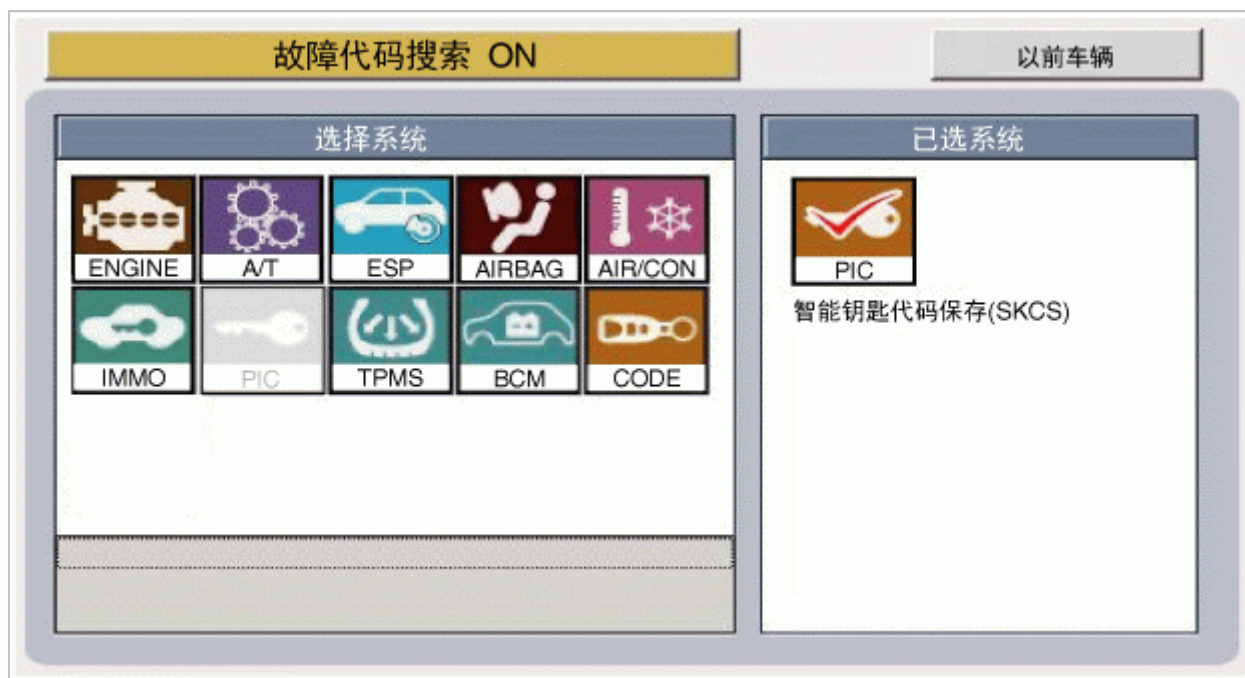 故障代码搜索 ON
以前车辆
选择系统
ENGINE A/T ESP AIRBAG AIR/CON
IMMO PIC TPMS BCM CODE
已选系统
PIC
智能钥匙代码保存(SKCS)